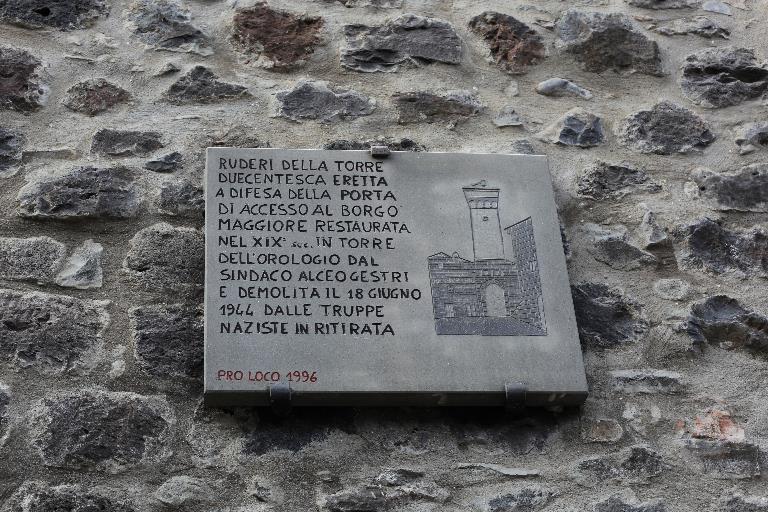 RUDERI DELLA TORRE
DUECENTESCA ERETTA
A DIFESA DELLA PORTA
DI ACCESSO AL BORGO
MAGGIORE RESTAURATA
NEL XIX° sec. IN TORRE
DELL'OROLOGIO DAL
SINDACO ALCEO GESTRI
E DEMOLITA IL 18 GIUGNO
1944 DALLE TRUPPE
NAZISTE IN RITIRATA
PRO LOCO 1996